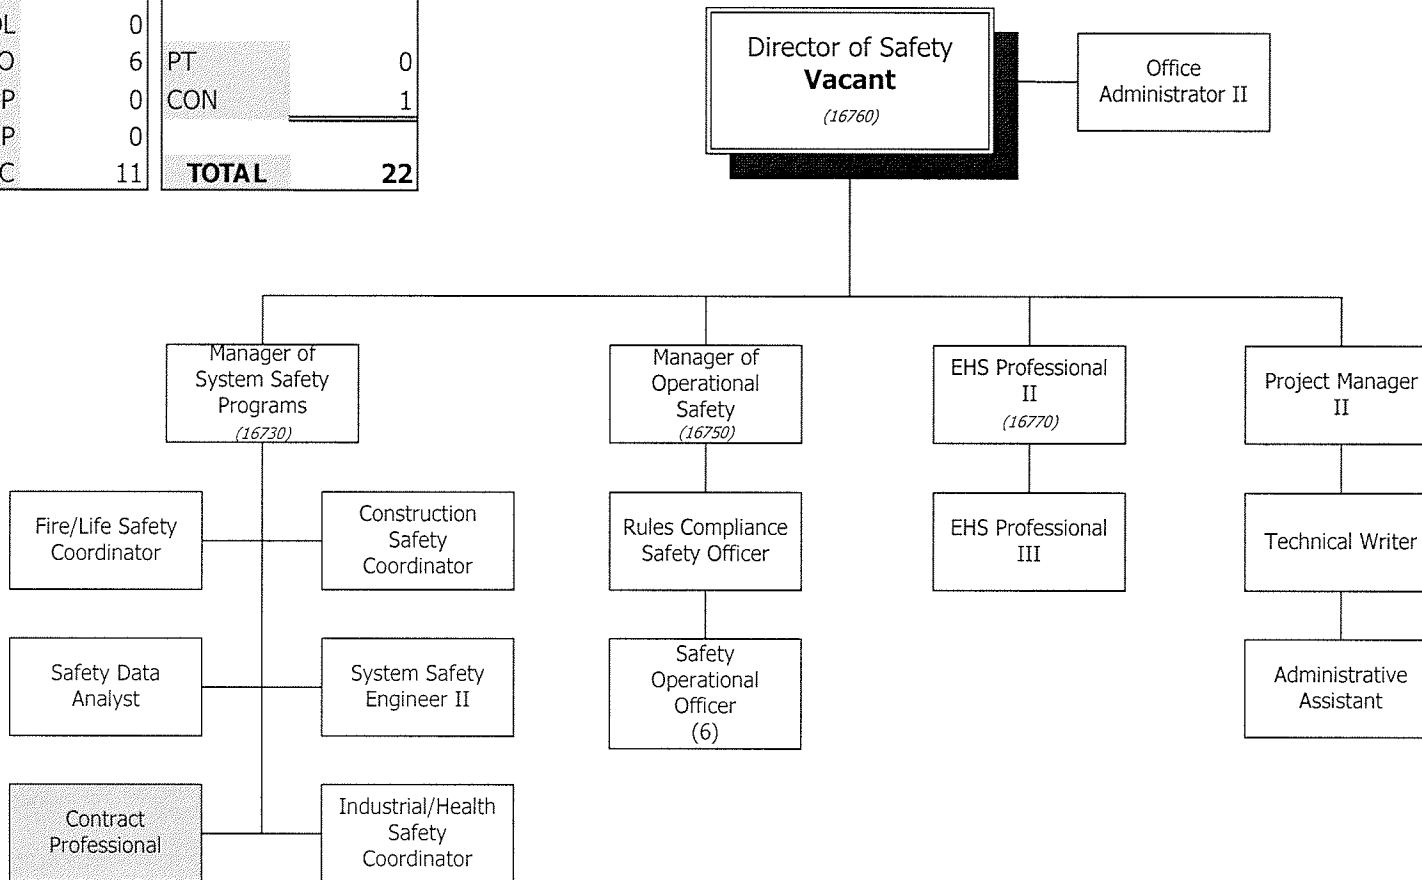 OL 0
O 6 PT 0
P 0 CON 1
P 0
C 11 TOTAL 22
Director of Safety
Vacant
(16760)
Office
Administrator II
Manager of
System Safety
Programs
(16730)
Manager of
Operational
Safety
(16750)
EHS Professional
II
(16770)
Project Manager
II
Fire/Life Safety
Coordinator
Construction
Safety
Coordinator
Rules Compliance
Safety Officer
EHS Professional
III
Technical Writer
Safety Data
Analyst
System Safety
Engineer II
Safety
Operational
Officer
(6)
Administrative
Assistant
Contract
Professional
Industrial/Health
Safety
Coordinator